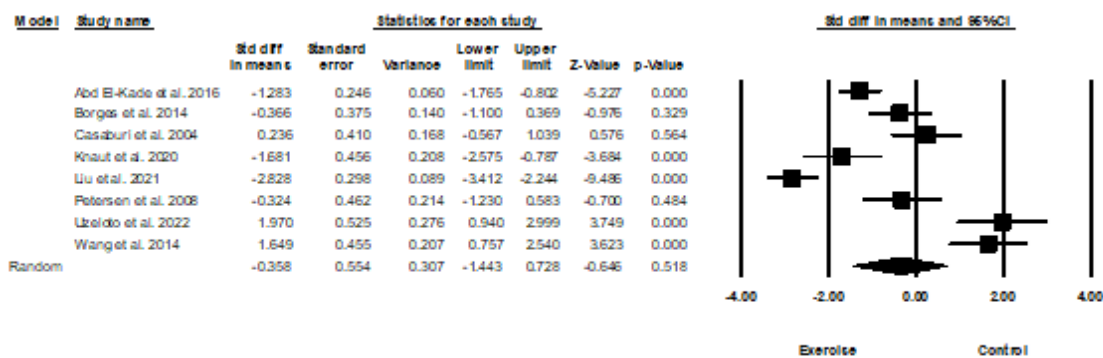 Model Study name Statistics for each study Std diff in means and 95%CI
Std diff Standard Lower Upper
in means error Variance limit limit Z-Value p-Value
Abd El-Kade et al. 2016 -1.283 0.246 0.060 -1.765 -0.802 -5.227 0.000
Borges et al. 2014 -0.366 0.375 0.140 -1.100 0.369 -0.976 0.329
Casaburi et al. 2004 0.236 0.410 0.168 -0.567 1.039 0.576 0.564
Knaut et al. 2020 -1.681 0.456 0.208 -2.575 -0.787 -3.684 0.000
Liu et al. 2021 -2.828 0.298 0.089 -3.412 -2.244 -9.486 0.000
Petersen et al. 2008 -0.324 0.462 0.214 -1.230 0.583 -0.700 0.484
Uzeloto et al. 2022 1.970 0.525 0.276 0.940 2.999 3.749 0.000
Wang et al. 2014 1.649 0.455 0.207 0.757 2.540 3.623 0.000
Random -0.358 0.554 0.307 -1.443 0.728 -0.646 0.518
-4.00 -2.00 0.00 2.00 4.00
Exercise Control